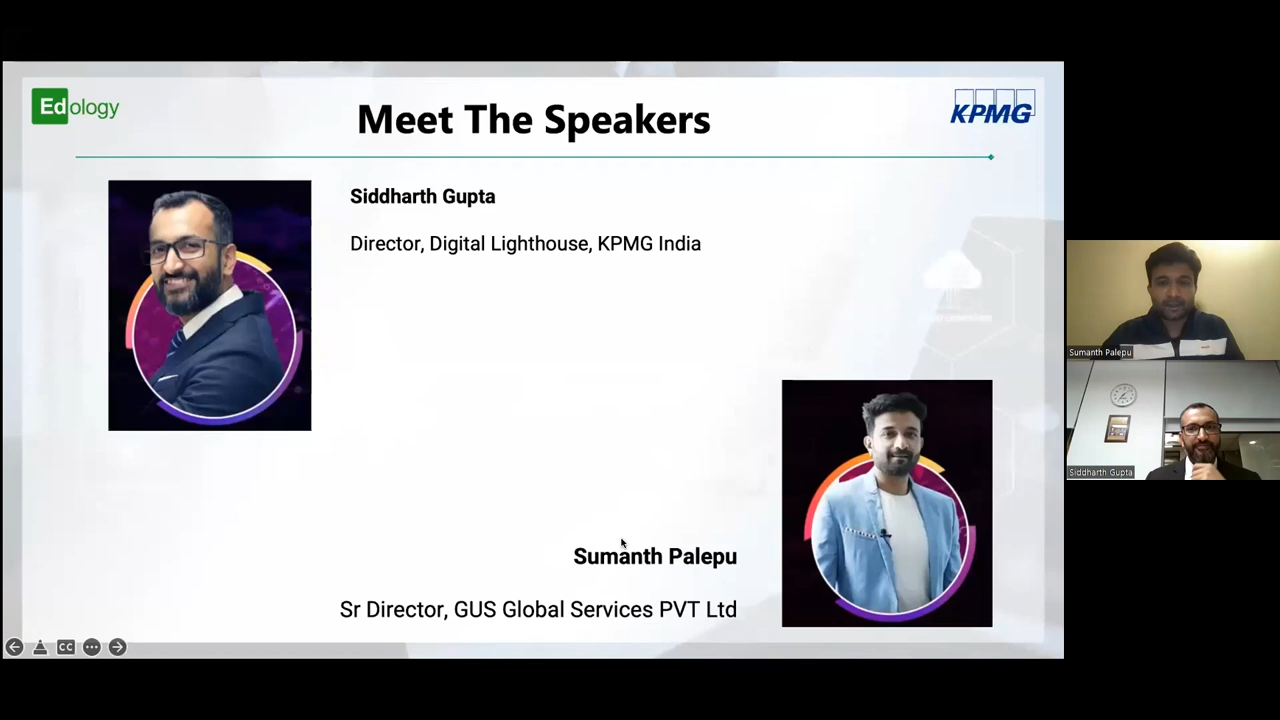 Edology
Meet The Speakers
KPMG
Siddharth Gupta
Director, Digital Lighthouse, KPMG India
Sumanth Palepu
Sr Director, GUS Global Services PVT Ltd
CC
Sumanth Palepu
Siddharth Gupta